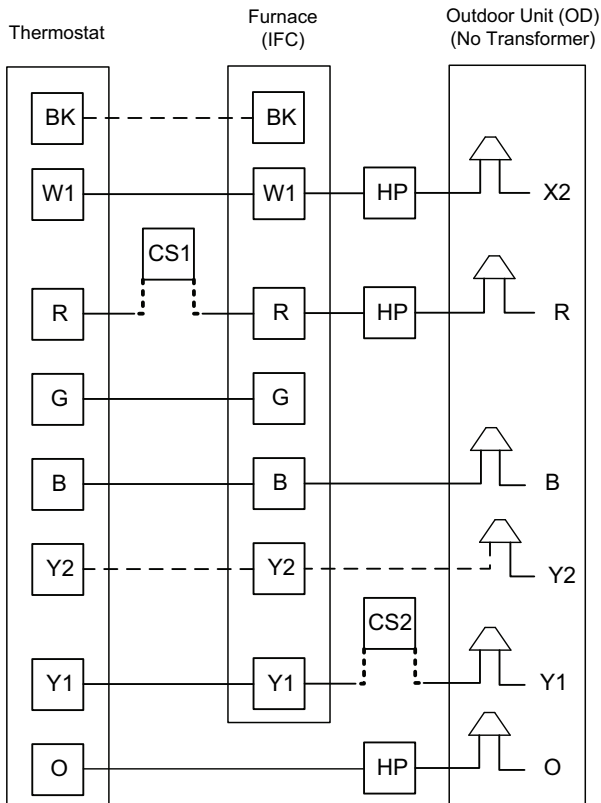 Thermostat
Furnace
(IFC)
Outdoor Unit (OD)
(No Transformer)
BK BK
W1 W1 HP X2
CS1
R R HP R
G G
B B B
Y2 Y2 Y2
CS2
Y1 Y1 Y1
O HP O